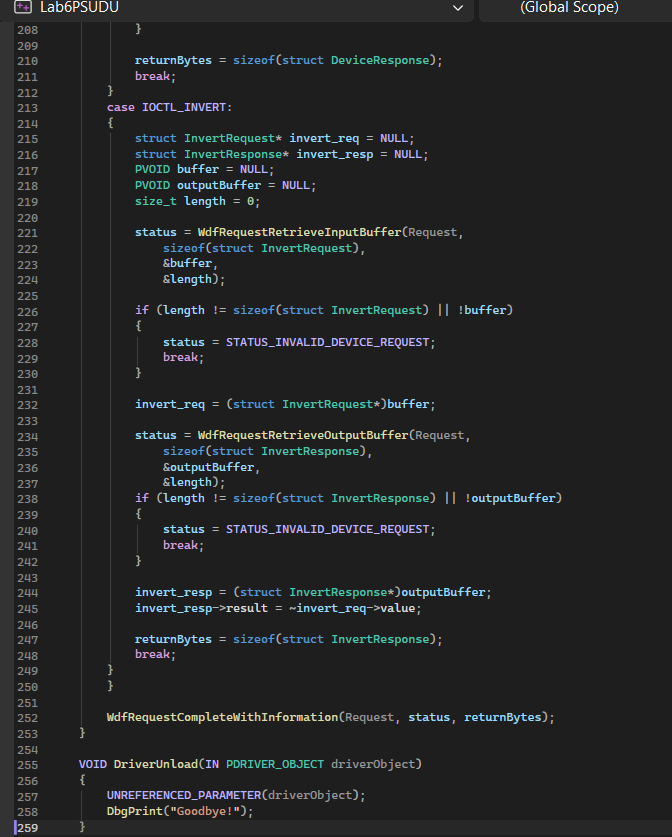 Lab6PSUDU (Global Scope)
208 }
209
210 returnBytes = sizeof(struct DeviceResponse);
211 break;
212 }
213 case IOCTL_INVERT:
214 {
215 struct InvertRequest* invert_req = NULL;
216 struct InvertResponse* invert_resp = NULL;
217 PVOID buffer = NULL;
218 PVOID outputBuffer = NULL;
219 size_t length = 0;
220
221 status = WdfRequestRetrieveInputBuffer(Request,
222 sizeof(struct InvertRequest),
223 &buffer,
224 &length);
225
226 if (length != sizeof(struct InvertRequest) || !buffer)
227 {
228 status = STATUS_INVALID_DEVICE_REQUEST;
229 break;
230 }
231
232 invert_req = (struct InvertRequest*)buffer;
233
234 status = WdfRequestRetrieveOutputBuffer(Request,
235 sizeof(struct InvertResponse),
236 &outputBuffer,
237 &length);
238 if (length != sizeof(struct InvertResponse) || !outputBuffer)
239 {
240 status = STATUS_INVALID_DEVICE_REQUEST;
241 break;
242 }
243
244 invert_resp = (struct InvertResponse*)outputBuffer;
245 invert_resp->result = ~invert_req->value;
246
247 returnBytes = sizeof(struct InvertResponse);
248 break;
249 }
250 }
251
252 WdfRequestCompleteWithInformation(Request, status, returnBytes);
253 }
254
255 VOID DriverUnload(IN PDRIVER_OBJECT driverObject)
256 {
257 UNREFERENCED_PARAMETER(driverObject);
258 DbgPrint("Goodbye!");
259 }